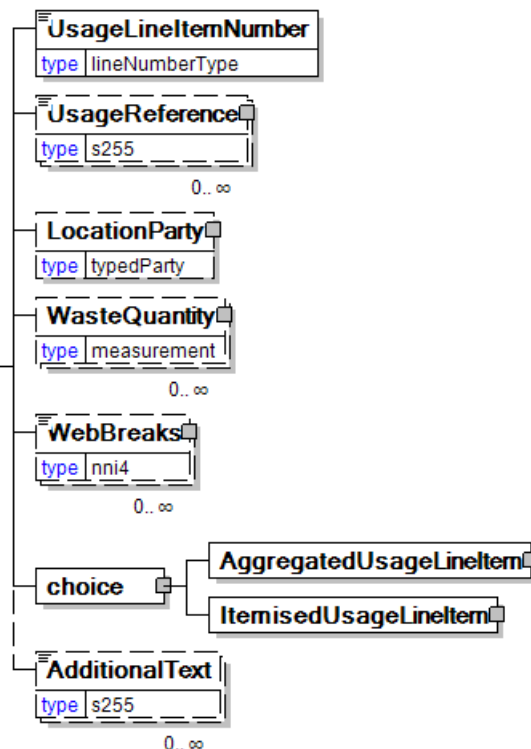 UsageLineItemNumber
type lineNumberType
UsageReference
type s255
0.. ∞
LocationParty
type typedParty
WasteQuantity
type measurement
0.. ∞
WebBreaks
type nni4
0.. ∞
AggregatedUsageLineItem
choice
ItemisedUsageLineItem
AdditionalText
type s255
0.. ∞